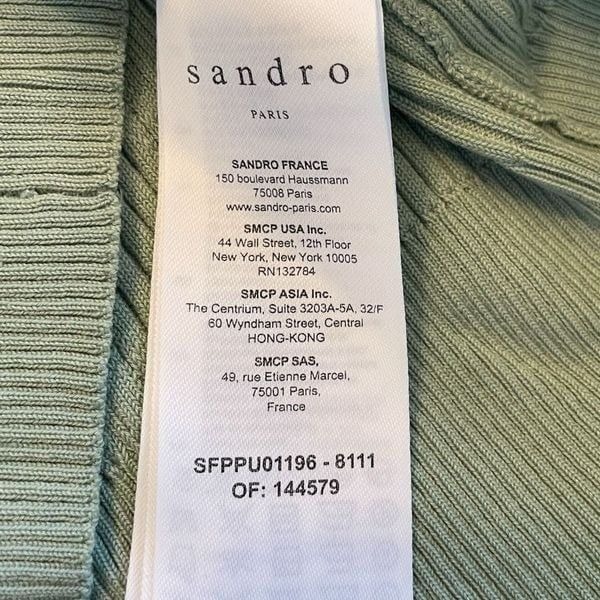 sandro
PARIS
SANDRO FRANCE
150 boulevard Haussmann
75008 Paris
www.sandro-paris.com
SMCP USA Inc.
44 Wall Street, 12th Floor
New York, New York 10005
RN132784
SMCP ASIA Inc.
The Centrium, Suite 3203A-5A, 32/F
60 Wyndham Street, Central
HONG-KONG
SMCP SAS,
49, rue Etienne Marcel,
75001 Paris,
France
SFPPU01196 - 8111
OF: 144579